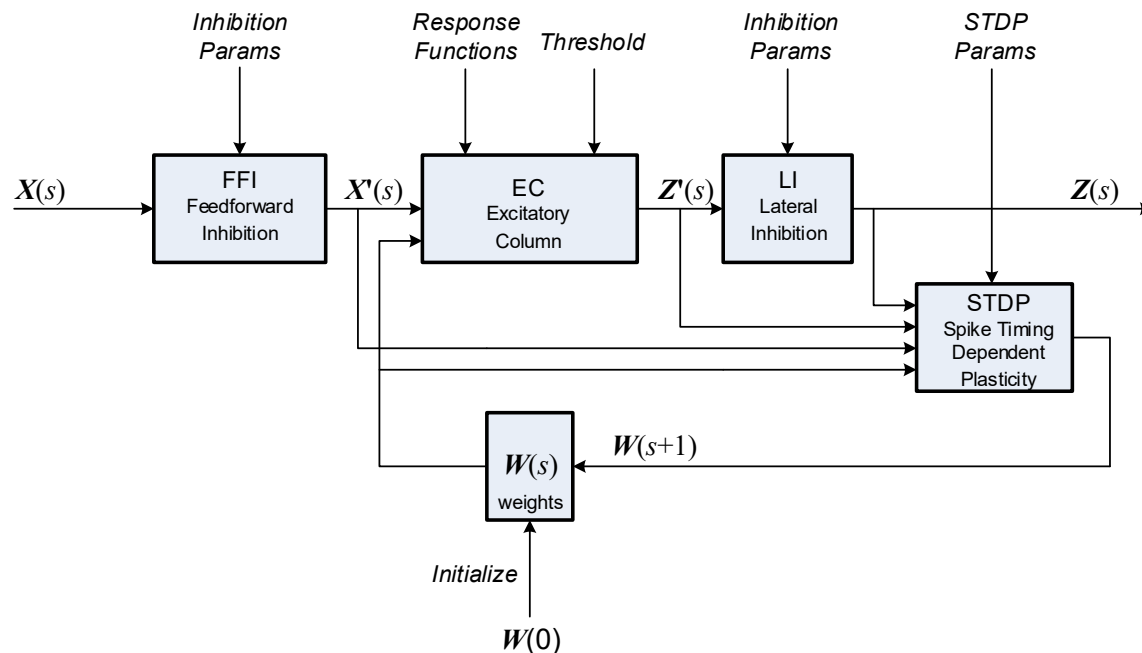 Inhibition
Params
Response
Functions
Threshold
Inhibition
Params
STDP
Params
X(s)
FFI
Feedforward
Inhibition
X'(s)
EC
Excitatory
Column
Z'(s)
LI
Lateral
Inhibition
Z(s)
STDP
Spike Timing
Dependent
Plasticity
W(s)
weights
W(s+1)
Initialize
W(0)